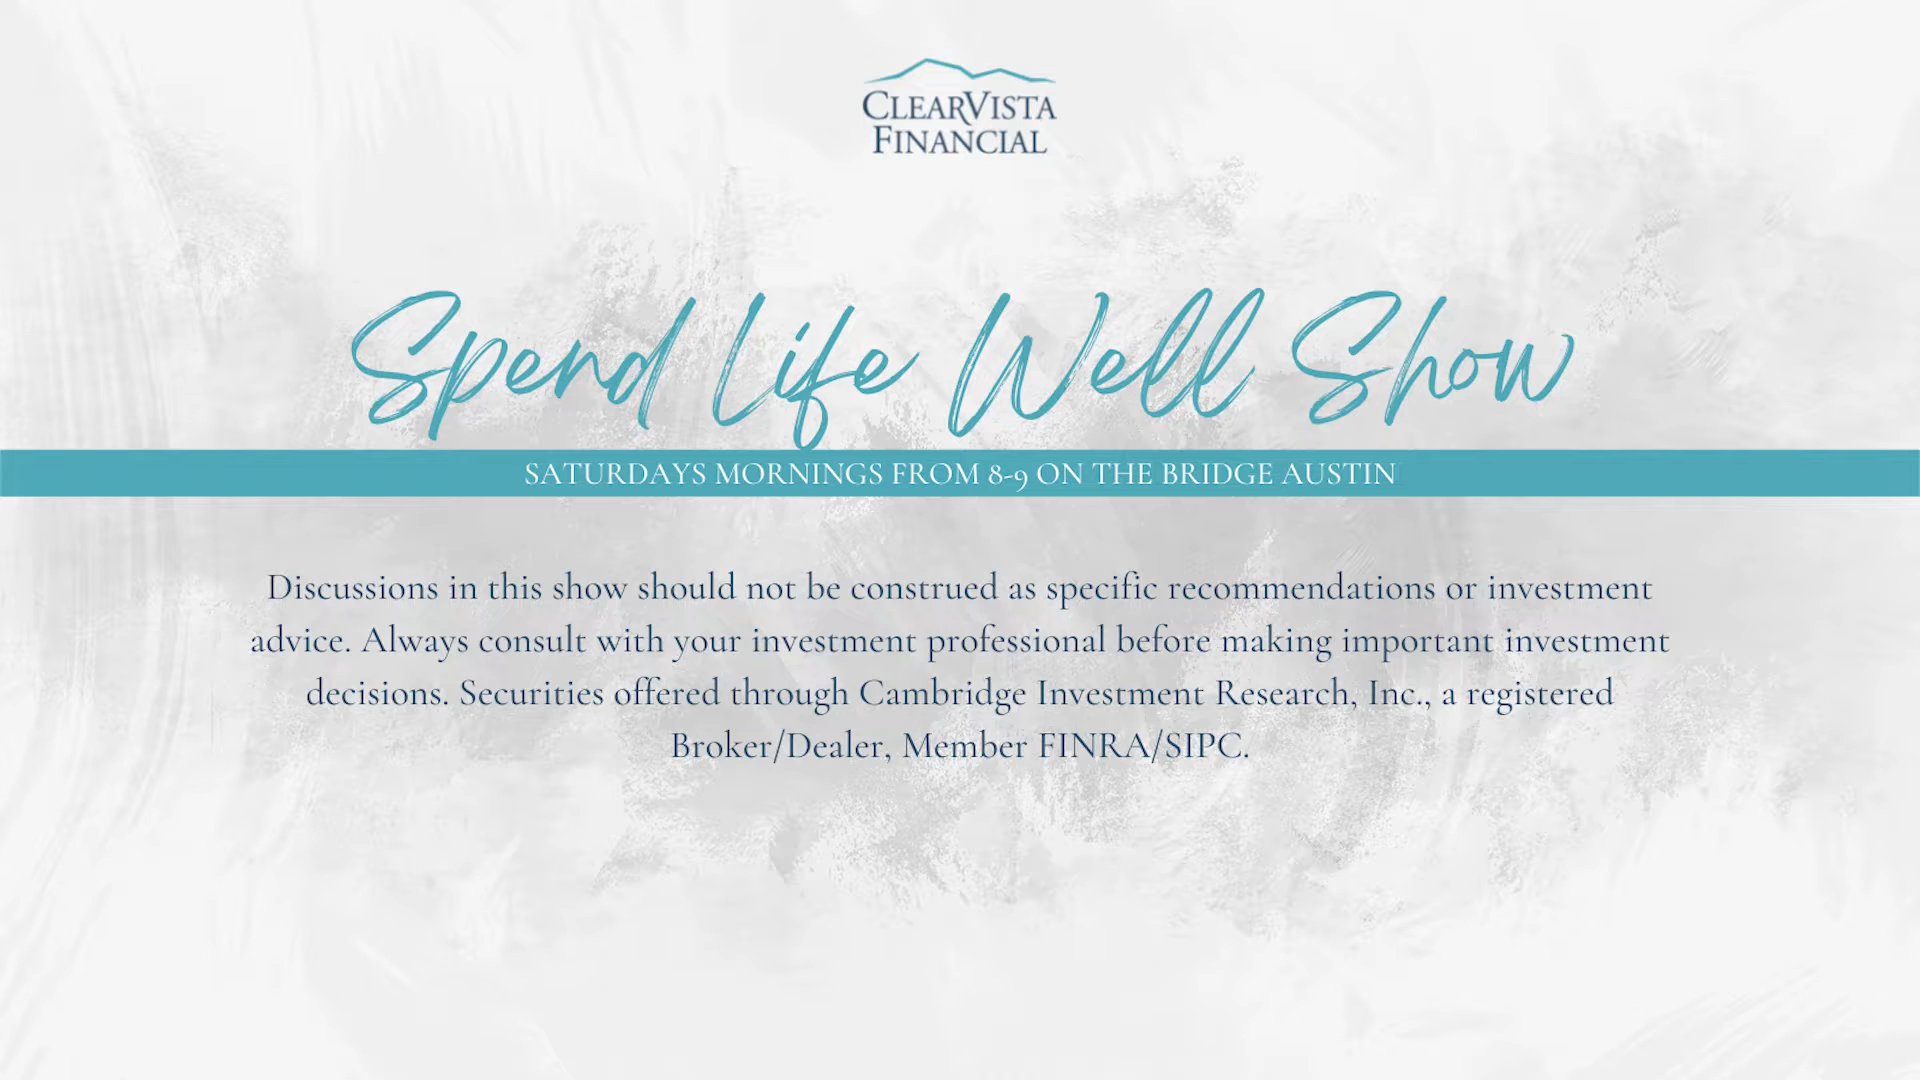 CLEARVISTA
FINANCIAL
Spend Life Well Show
SATURDAYS MORNINGS FROM 8-9 ON THE BRIDGE AUSTIN
Discussions in this show should not be construed as specific recommendations or investment
advice. Always consult with your investment professional before making important investment
decisions. Securities offered through Cambridge Investment Research, Inc., a registered
Broker/Dealer, Member FINRA/SIPC.